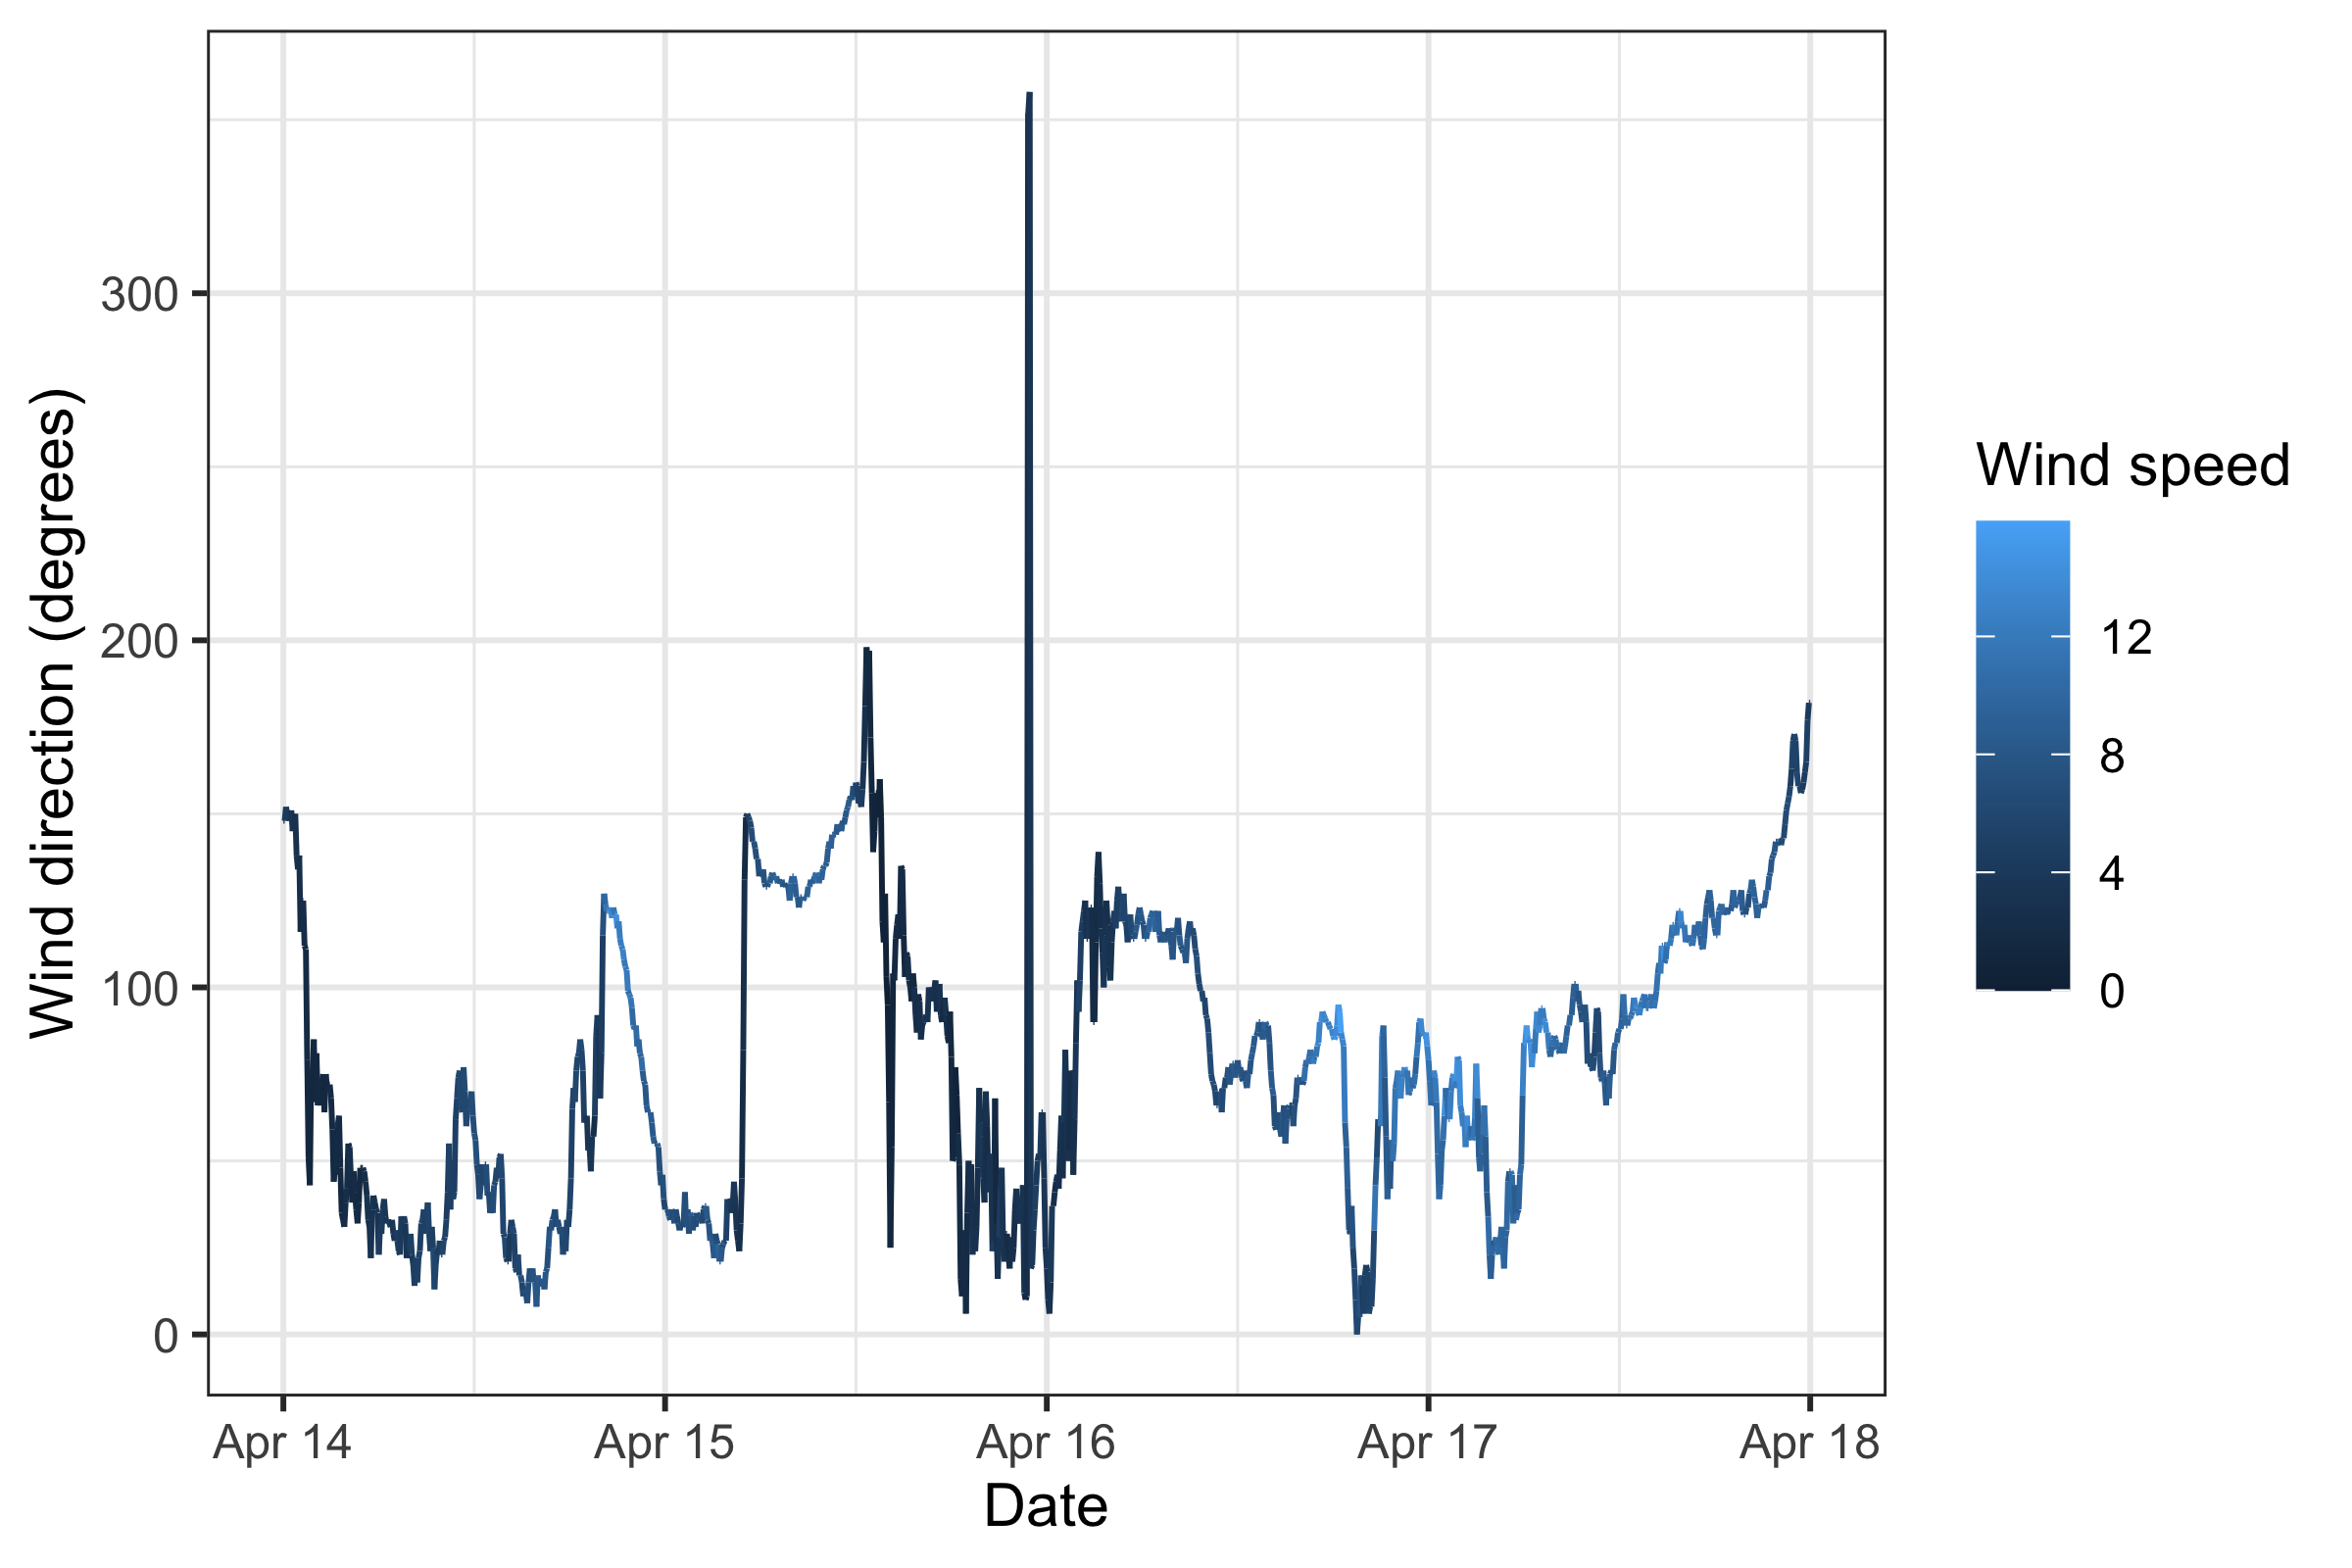 Wind direction (degrees)
300
200
100
0
Apr 14
Apr 15
Apr 16
Apr 17
Apr 18
Date
Wind speed
12
8
4
0